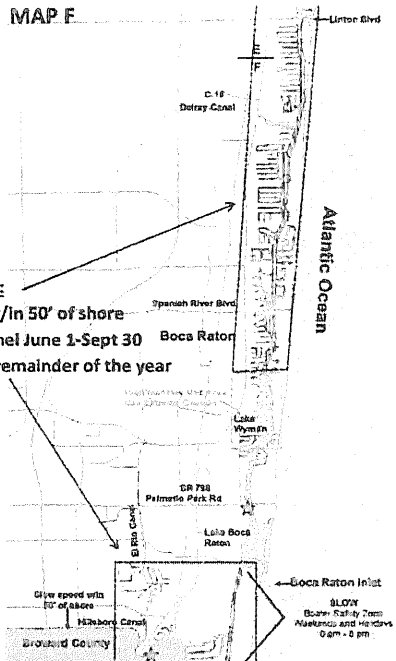 MAP F
Linton Blvd
E
F
C-15
Delray Canal
Atlantic Ocean
E
/in 50' of shore
nel June 1-Sept 30
remainder of the year
Spanish River Blvd
Boca Raton
Lake
Wyman
CR 798
Palmetto Park Rd
El Rio Canal
Lake Boca
Raton
Boca Raton Inlet
Slow speed w/in
50' of shore
Hillsboro Canal
SLOW
Boater Safety Zone
Weekends and Holidays
Broward County